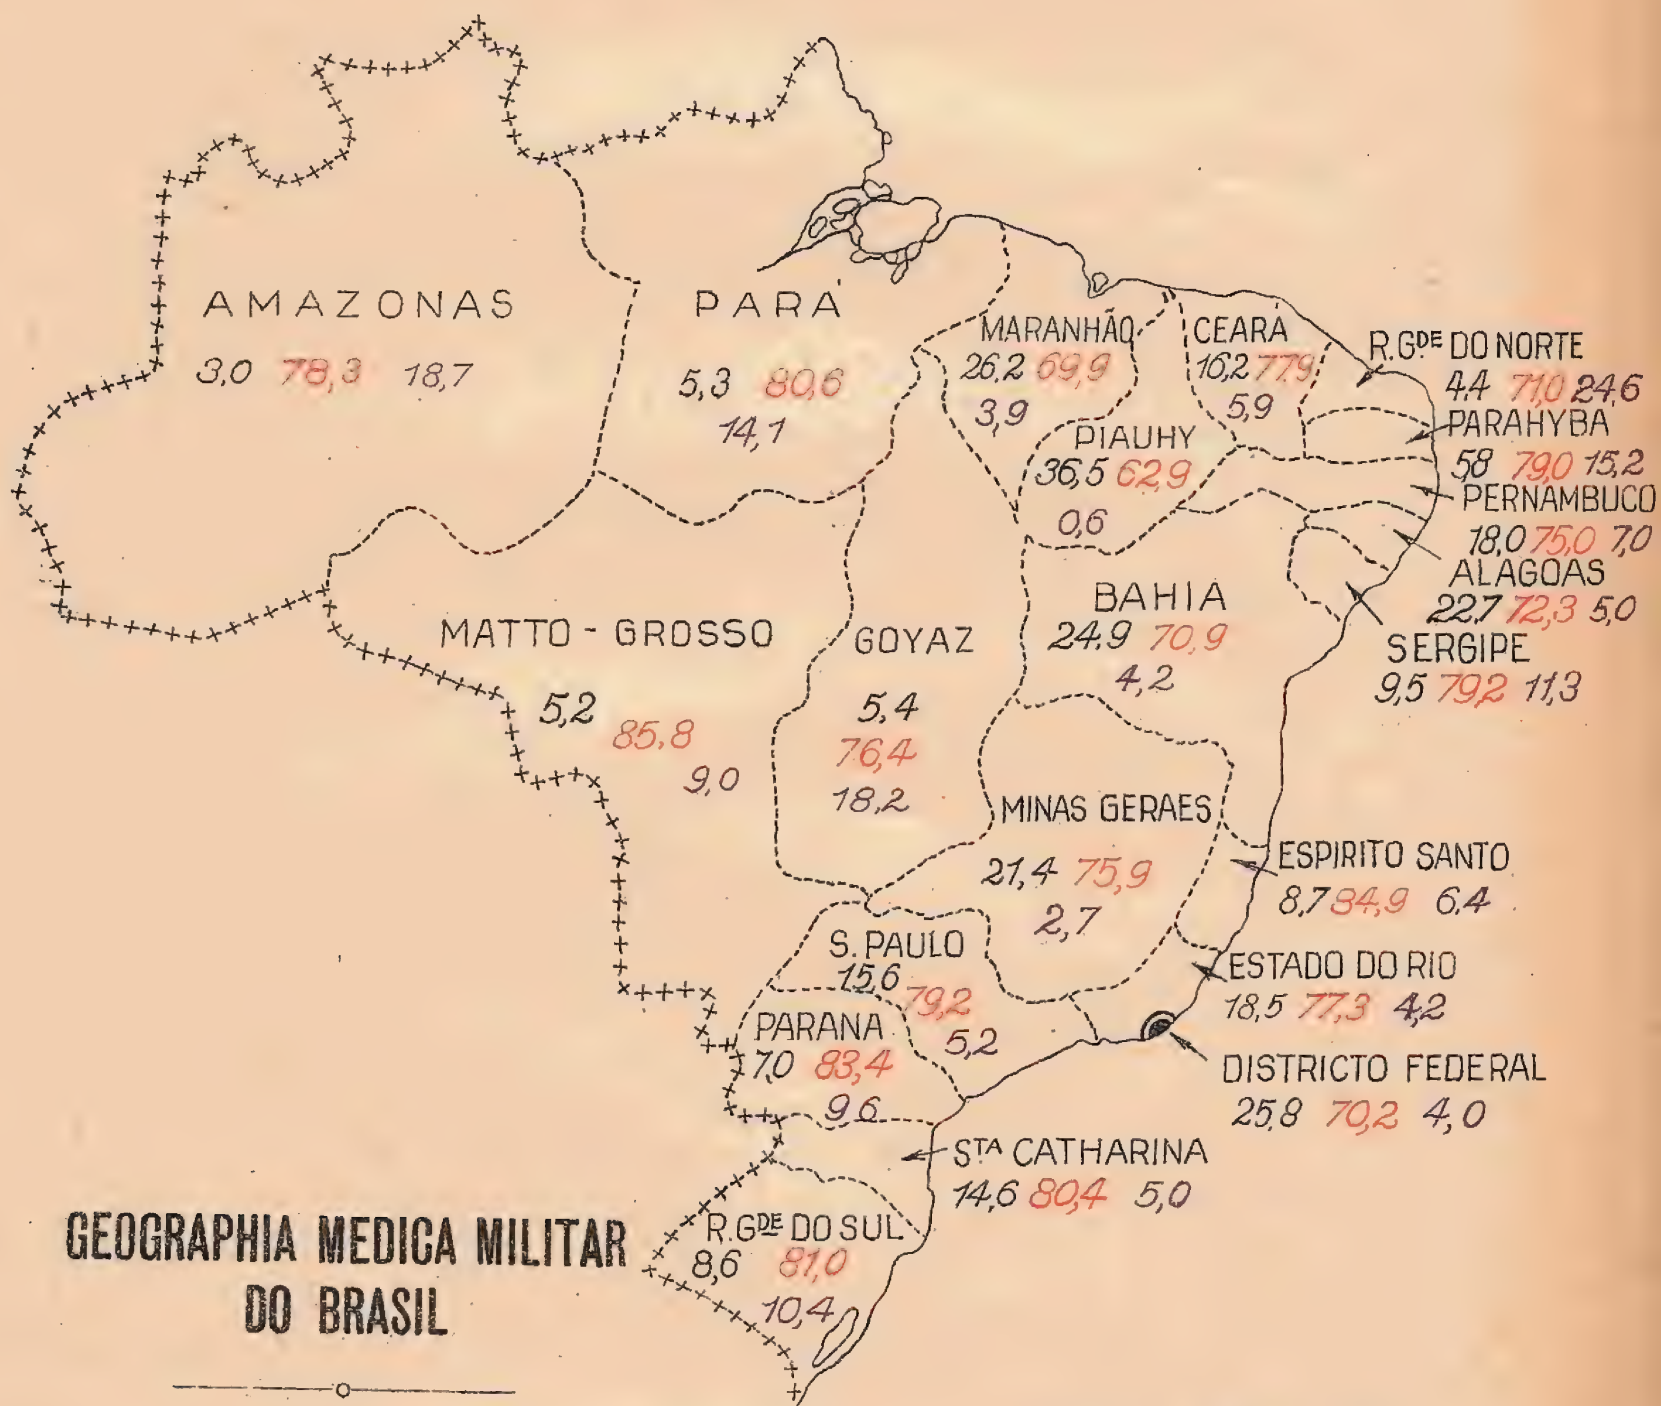 AMAZONAS
3,0 78,3 18,7
PARÁ
5,3 80,6
14,1
MARANHÃO
26,2 69,9
3,9
CEARÁ
16,2 77,9
5,9
R. GDE DO NORTE
4,4 71,0 24,6
PARAHYBA
5,8 79,0 15,2
PIAUHY
36,5 62,9
0,6
PERNAMBUCO
18,0 75,0 7,0
ALAGOAS
22,7 72,3 5,0
SERGIPE
9,5 79,2 11,3
BAHIA
24,9 70,9
4,2
MATTO - GROSSO
5,2
85,8
9,0
GOYAZ
5,4
76,4
18,2
MINAS GERAES
21,4 75,9
2,7
ESPIRITO SANTO
8,7 84,9 6,4
S. PAULO
15,6
79,2
5,2
ESTADO DO RIO
18,5 77,3 4,2
PARANA
7,0 83,4
9,6
DISTRICTO FEDERAL
25,8 70,2 4,0
STA CATHARINA
14,6 80,4 5,0
R. GDE DO SUL
8,6 81,0
10,4
GEOGRAPHIA MEDICA MILITAR
DO BRASIL